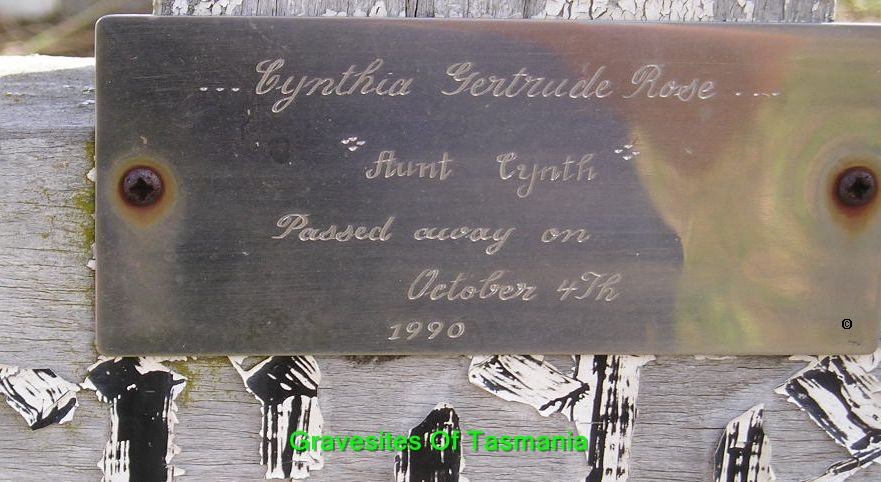 ... Cynthia Gertrude Rose ...
"Aunt Cynth"
Passed away on
October 4Th
1990
©
Gravesites Of Tasmania